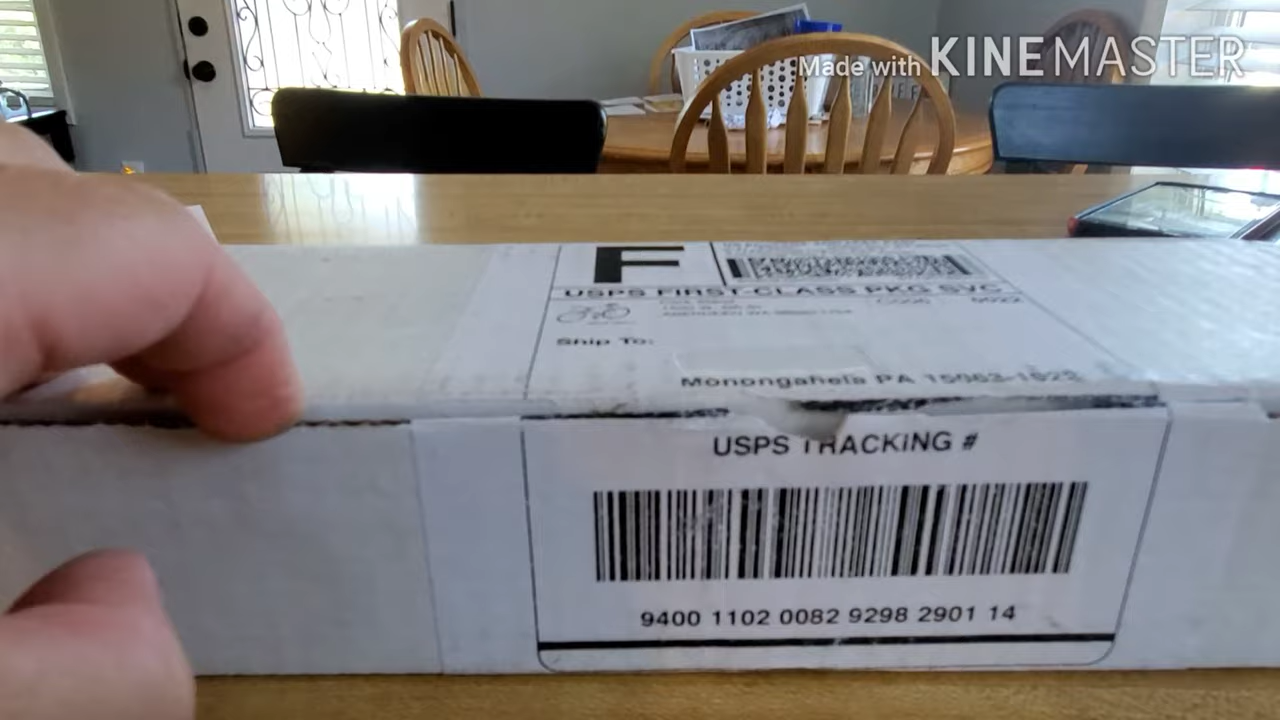 Made with KINEMASTER
F
USPS FIRST-CLASS PKG SVC
Ship To:
Monongahela PA 15063-1622
USPS TRACKING #
9400 1102 0082 9298 2901 14